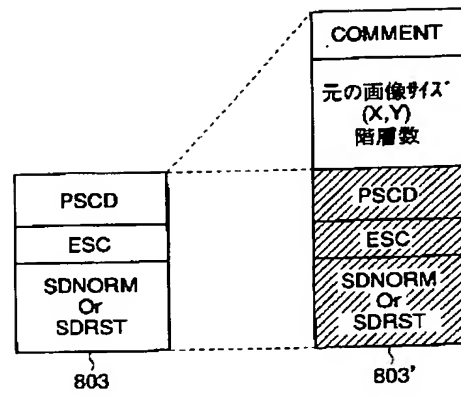 PSCD
ESC
SDNORM
Or
SDRST
803
COMMENT
元の画像サイズ
(X,Y)
階層数
PSCD
ESC
SDNORM
Or
SDRST
803'